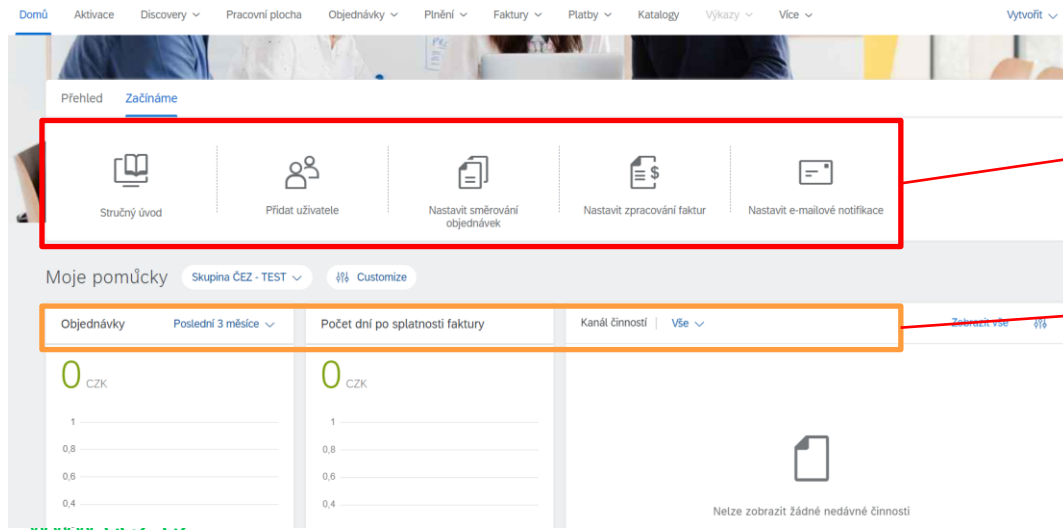 Domů Aktivace Discovery Pracovní plocha Objednávky Plnění Faktury Platby Katalogy Výkazy Více Vytvořit
Přehled Začínáme
Stručný úvod Přidat uživatele Nastavit směrování objednávek Nastavit zpracování faktur Nastavit e-mailové notifikace
Moje pomůcky Skupina ČEZ - TEST Customize
Objednávky Poslední 3 měsíce Počet dní po splatnosti faktury Kanál činností | Vše Zobrazit vše
0 CZK 0 CZK
1 1
0,8 0,8
0,6 0,6
0,4 0,4
Nelze zobrazit žádné nedávné činnosti